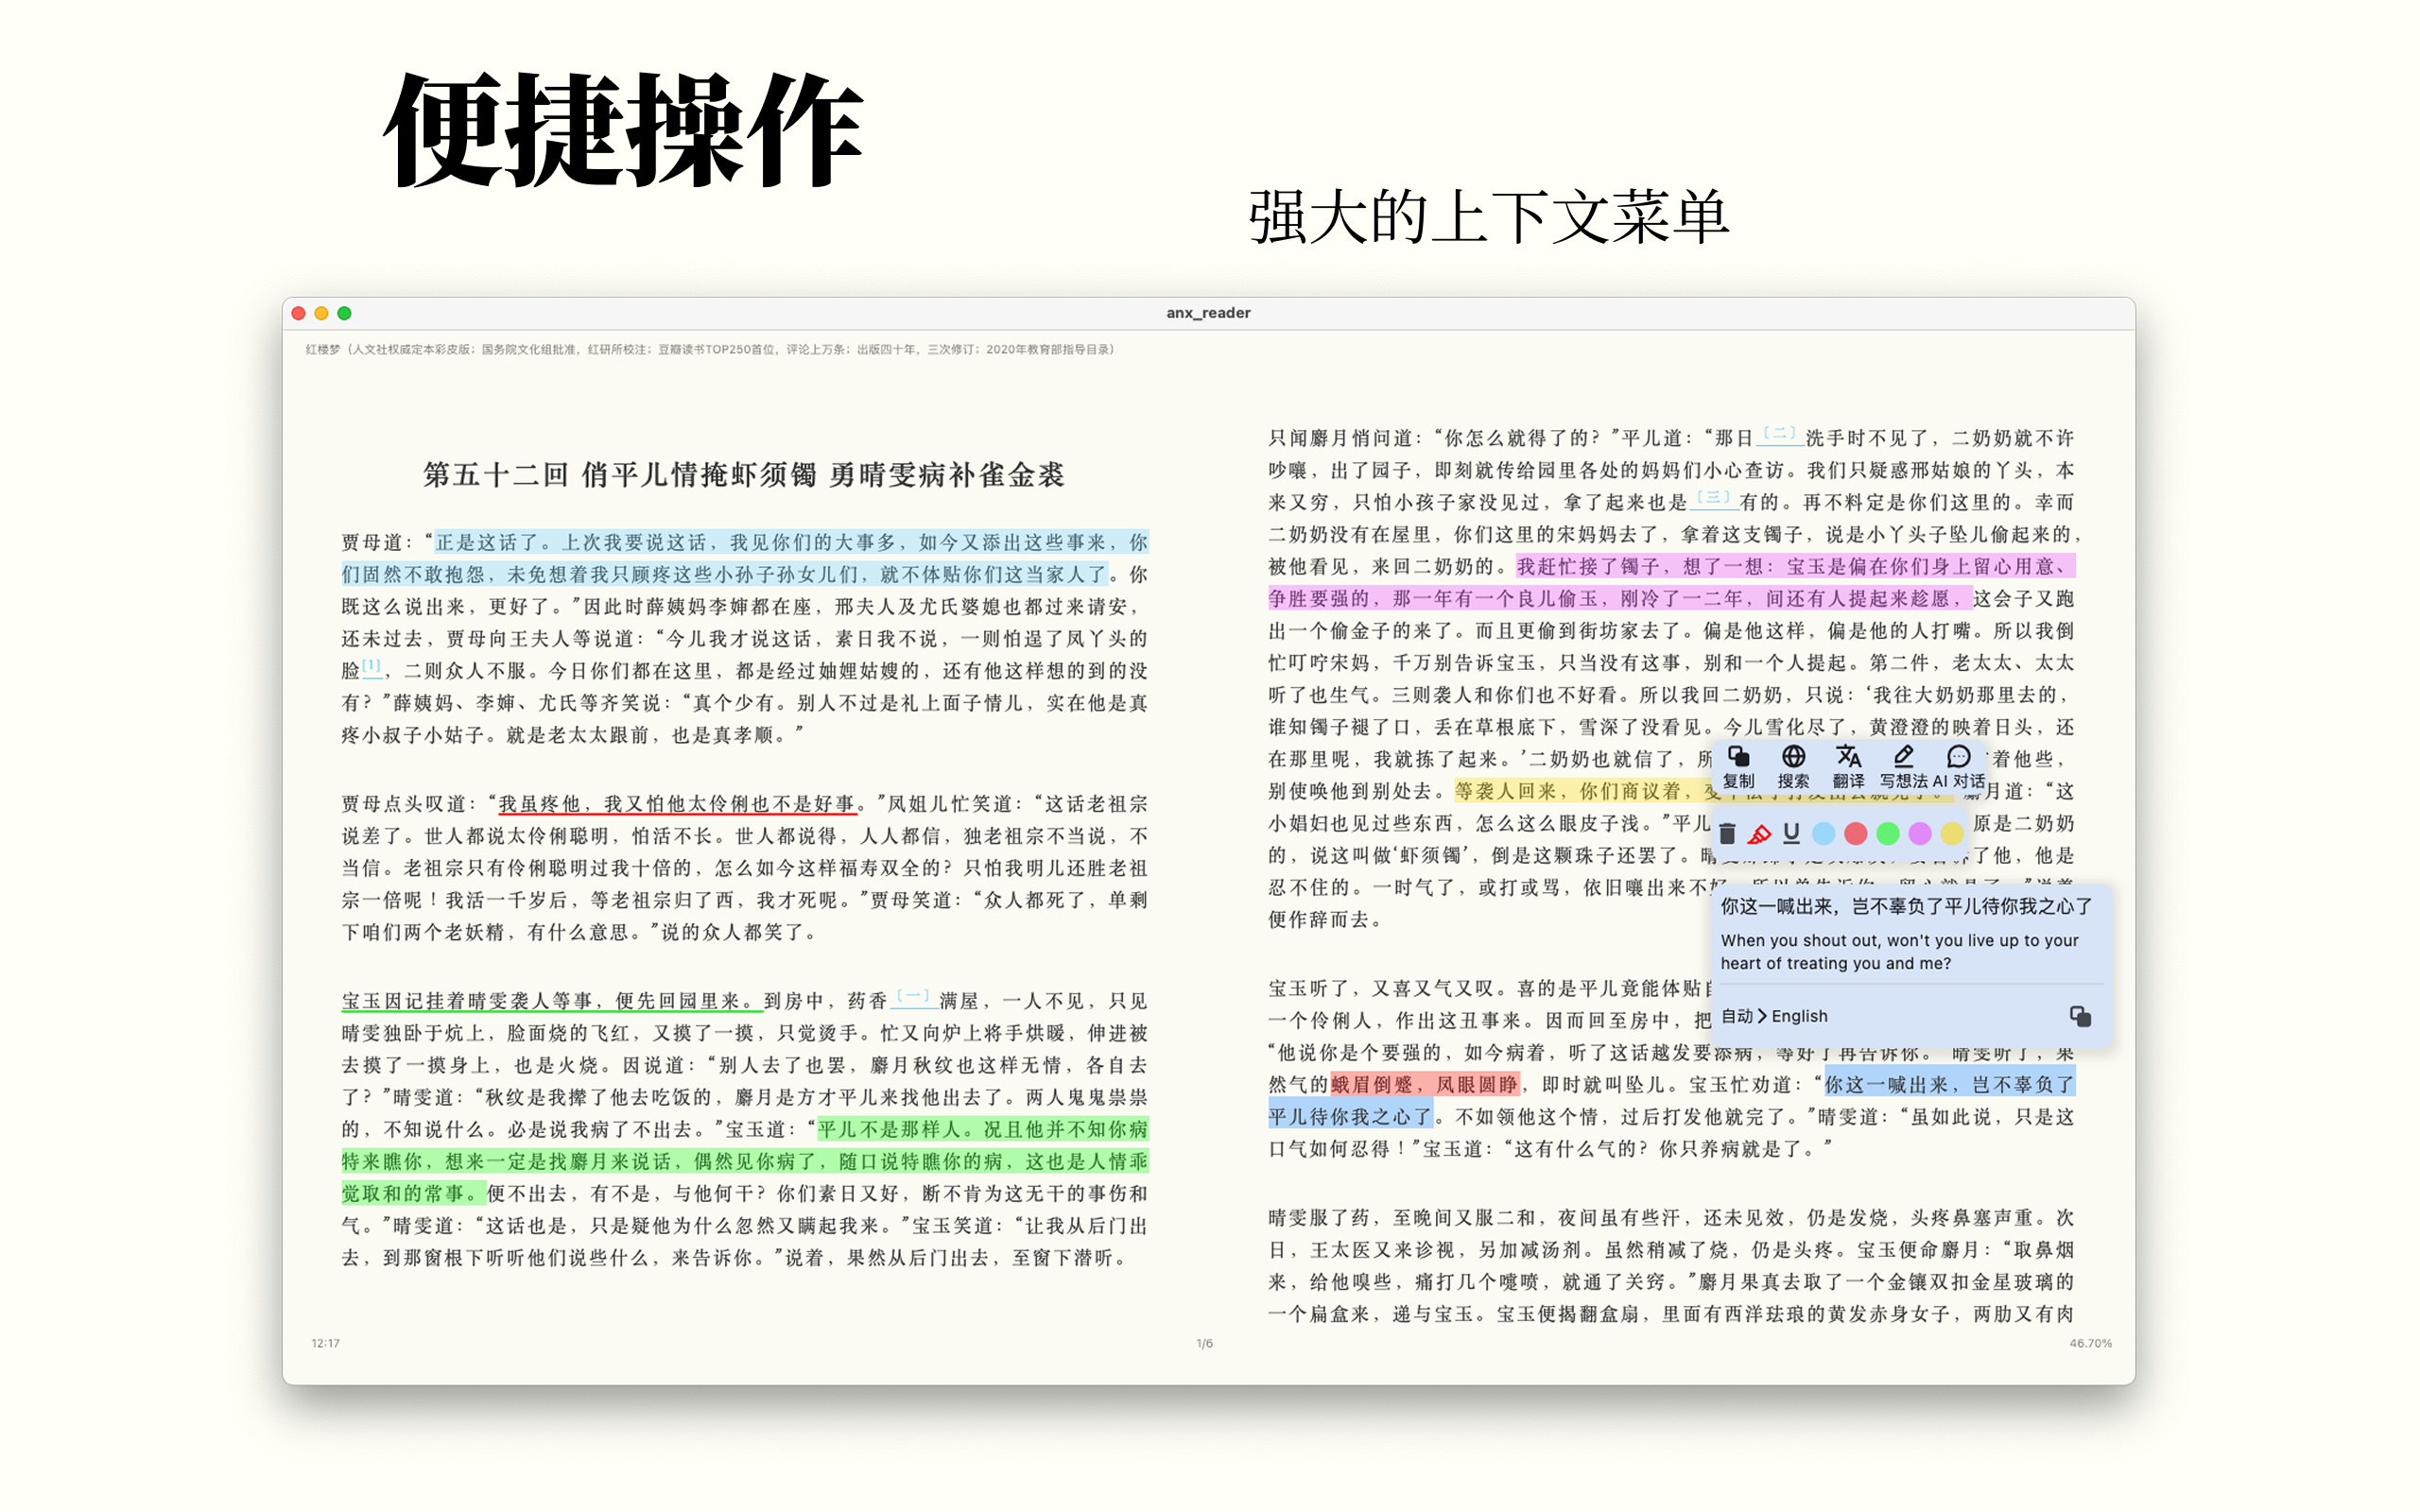 便捷操作
强大的上下文菜单
anx_reader
红楼梦（人文社权威定本彩皮版；国务院文化组批准，红研所校注；豆瓣读书TOP250首位，评论上万条；出版四十年，三次修订；2020年教育部指导目录）
第五十二回 俏平儿情掩虾须镯 勇晴雯病补雀金裘
贾母道：“正是这话了。上次我要说这话，我见你们的大事多，如今又添出这些事来，你
们固然不敢抱怨，未免想着我只顾疼这些小孙子孙女儿们，就不体贴你们这当家人了。你
既这么说出来，更好了。”因此时薛姨妈李婶都在座，邢夫人及尤氏婆媳也都过来请安，
还未过去，贾母向王夫人等说道：“今儿我才说这话，素日我不说，一则怕逞了凤丫头的
脸[1]，二则众人不服。今日你们都在这里，都是经过妯娌姑嫂的，还有他这样想的到的没
有？”薛姨妈、李婶、尤氏等齐笑说：“真个少有。别人不过是礼上面子情儿，实在他是真
疼小叔子小姑子。就是老太太跟前，也是真孝顺。”
贾母点头叹道：“我虽疼他，我又怕他太伶俐也不是好事。”凤姐儿忙笑道：“这话老祖宗
说差了。世人都说太伶俐聪明，怕活不长。世人都说得，人人都信，独老祖宗不当说，不
当信。老祖宗只有伶俐聪明过我十倍的，怎么如今这样福寿双全的？只怕我明儿还胜老祖
宗一倍呢！我活一千岁后，等老祖宗归了西，我才死呢。”贾母笑道：“众人都死了，单剩
下咱们两个老妖精，有什么意思。”说的众人都笑了。
宝玉因记挂着晴雯袭人等事，便先回园里来。到房中，药香〔一〕满屋，一人不见，只见
晴雯独卧于炕上，脸面烧的飞红，又摸了一摸，只觉烫手。忙又向炉上将手烘暖，伸进被
去摸了一摸身上，也是火烧。因说道：“别人去了也罢，麝月秋纹也这样无情，各自去
了？”晴雯道：“秋纹是我撵了他去吃饭的，麝月是方才平儿来找他出去了。两人鬼鬼祟祟
的，不知说什么。必是说我病了不出去。”宝玉道：“平儿不是那样人。况且他并不知你病
特来瞧你，想来一定是找麝月来说话，偶然见你病了，随口说特瞧你的病，这也是人情乖
觉取和的常事。便不出去，有不是，与他何干？你们素日又好，断不肯为这无干的事伤和
气。”晴雯道：“这话也是，只是疑他为什么忽然又瞒起我来。”宝玉笑道：“让我从后门出
去，到那窗根下听听他们说些什么，来告诉你。”说着，果然从后门出去，至窗下潜听。
只闻麝月悄问道：“你怎么就得了的？”平儿道：“那日〔二〕洗手时不见了，二奶奶就不许
吵嚷，出了园子，即刻就传给园里各处的妈妈们小心查访。我们只疑惑邢姑娘的丫头，本
来又穷，只怕小孩子家没见过，拿了起来也是〔三〕有的。再不料定是你们这里的。幸而
二奶奶没有在屋里，你们这里的宋妈妈去了，拿着这支镯子，说是小丫头子坠儿偷起来的，
被他看见，来回二奶奶的。我赶忙接了镯子，想了一想：宝玉是偏在你们身上留心用意、
争胜要强的，那一年有一个良儿偷玉，刚冷了一二年，间还有人提起来趁愿，这会子又跑
出一个偷金子的来了。而且更偷到街坊家去了。偏是他这样，偏是他的人打嘴。所以我倒
忙叮咛宋妈，千万别告诉宝玉，只当没有这事，别和一个人提起。第二件，老太太、太太
听了也生气。三则袭人和你们也不好看。所以我回二奶奶，只说：‘我往大奶奶那里去的，
谁知镯子褪了口，丢在草根底下，雪深了没看见。今儿雪化尽了，黄澄澄的映着日头，还
在那里呢，我就拣了起来。’二奶奶也就信了，所 着他些，
别使唤他到别处去。等袭人回来，你们商议着， 麝月道：“这
小娼妇也见过些东西，怎么这么眼皮子浅。”平儿 原是二奶奶
的，说这叫做‘虾须镯’，倒是这颗珠子还罢了。晴 了他，他是
忍不住的。一时气了，或打或骂，依旧嚷出来不好
便作辞而去。
宝玉听了，又喜又气又叹。喜的是平儿竟能体贴
一个伶俐人，作出这丑事来。因而回至房中，把
“他说你是个要强的，如今病着，听了这话越发要添病，等好了再告诉你。”晴雯听了，果
然气的蛾眉倒蹙，凤眼圆睁，即时就叫坠儿。宝玉忙劝道：“你这一喊出来，岂不辜负了
平儿待你我之心了。不如领他这个情，过后打发他就完了。”晴雯道：“虽如此说，只是这
口气如何忍得！”宝玉道：“这有什么气的？你只养病就是了。”
晴雯服了药，至晚间又服二和，夜间虽有些汗，还未见效，仍是发烧，头疼鼻塞声重。次
日，王太医又来诊视，另加减汤剂。虽然稍减了烧，仍是头疼。宝玉便命麝月：“取鼻烟
来，给他嗅些，痛打几个嚏喷，就通了关窍。”麝月果真去取了一个金镶双扣金星玻璃的
一个扁盒来，递与宝玉。宝玉便揭翻盒扇，里面有西洋珐琅的黄发赤身女子，两肋又有肉
复制 搜索 翻译 写想法 AI 对话
你这一喊出来，岂不辜负了平儿待你我之心了
When you shout out, won't you live up to your
heart of treating you and me?
自动 English
12:17
1/6
46.70%